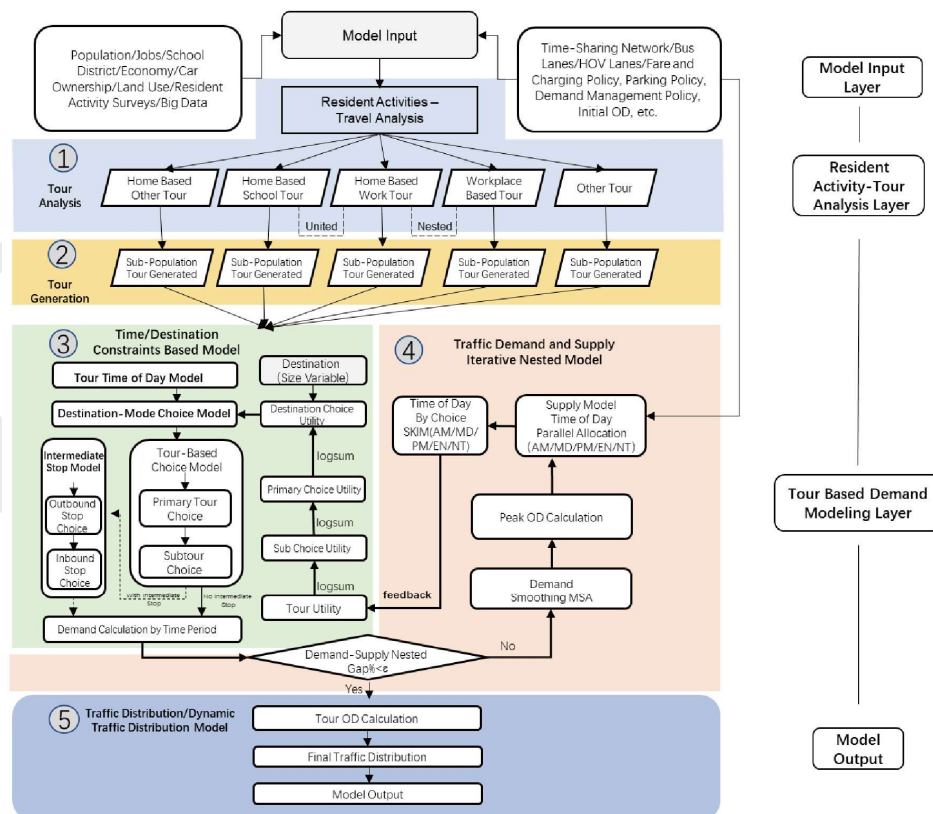 Model Input
Population/Jobs/School
District/Economy/Car
Ownership/Land Use/Resident
Activity Surveys/Big Data
Time-Sharing Network/Bus
Lanes/HOV Lanes/Fare and
Charging Policy, Parking Policy,
Demand Management Policy,
Initial OD, etc.
Model Input
Layer
Resident Activities –
Travel Analysis
1
Tour
Analysis
Home Based
Other Tour
Home Based
School Tour
Home Based
Work Tour
Workplace
Based Tour
Other Tour
United
Nested
Resident
Activity-Tour
Analysis Layer
2
Tour
Generation
Sub-Population
Tour Generated
Sub-Population
Tour Generated
Sub-Population
Tour Generated
Sub-Population
Tour Generated
Sub-Population
Tour Generated
3
Time/Destination
Constraints Based Model
Tour Time of Day Model
Destination-Mode Choice Model
Intermediate
Stop Model
Outbound
Stop
Choice
Inbound
Stop
Choice
Tour-Based
Choice Model
Primary Tour
Choice
Subtour
Choice
With Intermediate
Stop
No Intermediate
Stop
Demand Calculation by Time Period
Destination
(Size Variable)
Destination Choice
Utility
logsum
Primary Choice Utility
logsum
Sub Choice Utility
logsum
Tour Utility
feedback
4
Traffic Demand and Supply
Iterative Nested Model
Time of Day
By Choice
SKIM(AM/MD/
PM/EN/NT)
Supply Model
Time of Day
Parallel Allocation
(AM/MD/PM/EN/NT)
Peak OD Calculation
Demand
Smoothing MSA
Demand-Supply Nested
Gap%<ε
No
Yes
Tour Based Demand
Modeling Layer
5
Traffic Distribution/Dynamic
Traffic Distribution Model
Tour OD Calculation
Final Traffic Distribution
Model Output
Model
Output